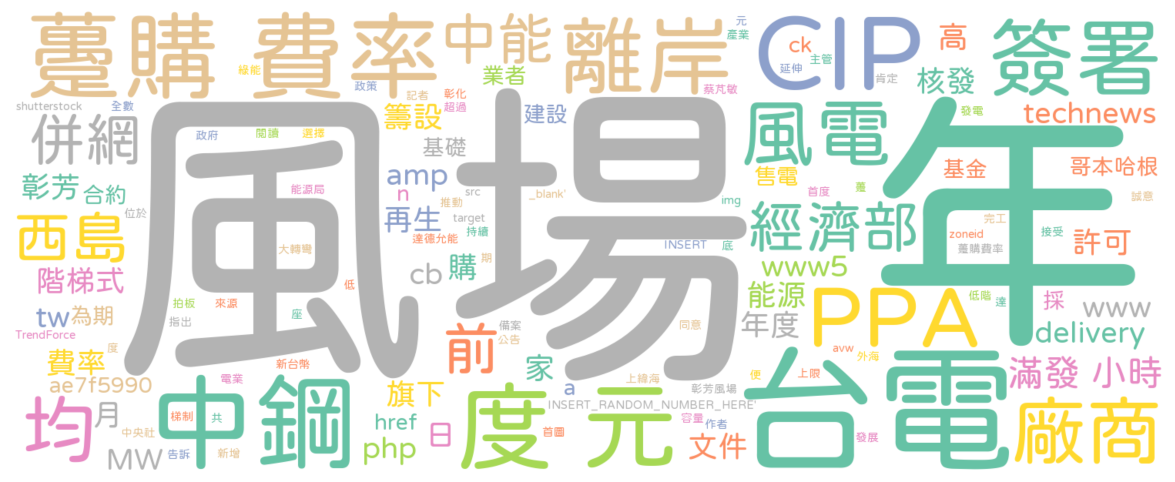 躉購 費率
中能
離岸
元
產業
CIP
ck
主管
延伸
高
簽署
綠能
政策
業者
記者
彰化
超過
蔡芃敏
肯定
核發
shutterstock
全數
併網
風場
政府
閱讀
選擇
籌設
建設
基礎
風電
年
發電
technews
彰芳
合約
能源局
amp
n
src
_blank'
推動
img
售電
首度
躉
基金
哥本哈根
誠意
位於
西島
大轉彎
再生
target
達德允能
持續
INSERT
底
經濟部
完工
zoneid
躉購費率
接受
許可
階梯式
低
cb
購
期
www5
tw
為期
拍板
來源
座
指出
能源
低階
達
採
www
TrendForce
前
備案
公告
同意
年度
PPA
delivery
費率
度
新台幣
家
上緯海
avw
外海
ae7f5990
電業
旗下
a
彰芳風場
便
上限
滿發 小時
均
月
中鋼
梯制
共
href
度元
INSERT_RANDOM_NUMBER_HERE'
台電
廠商
中央社
日
首圖
容量
作者
發展
MW
告訴
新增
php
文件